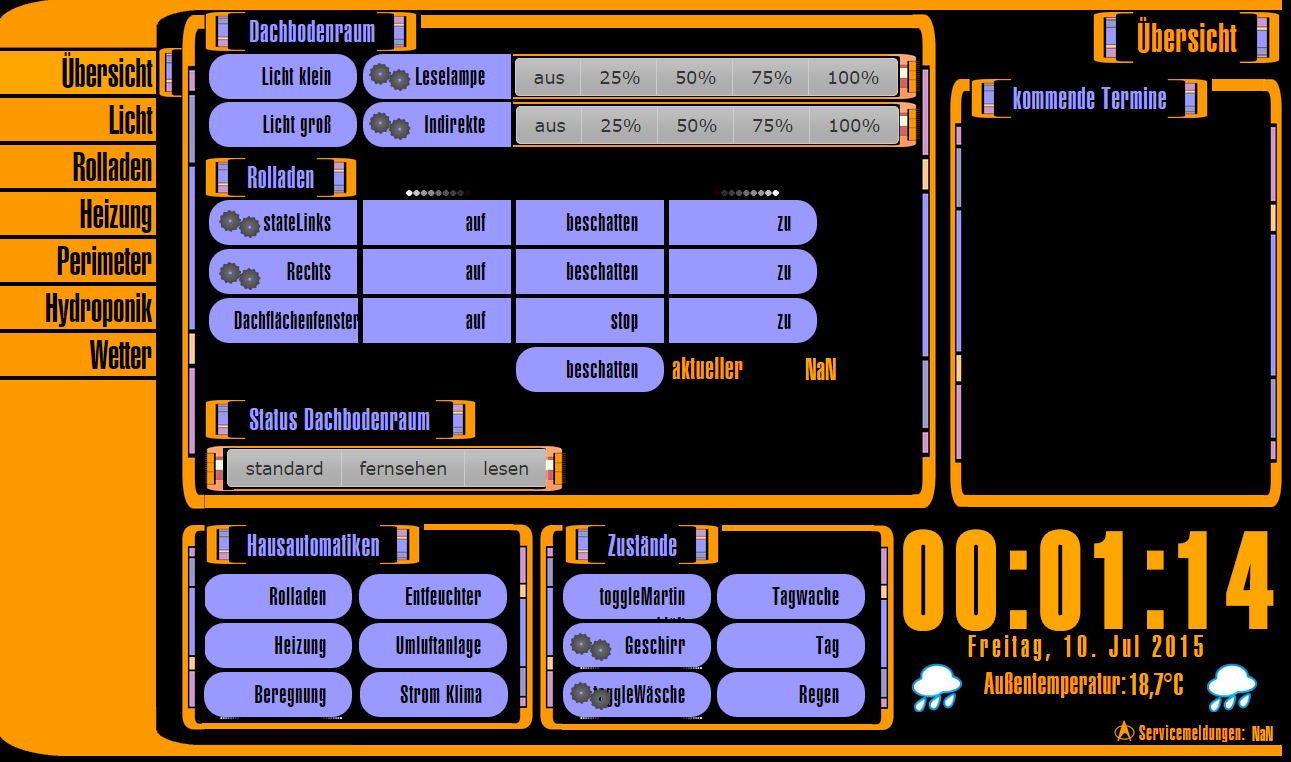 Übersicht
Licht
Rolladen
Heizung
Perimeter
Hydroponik
Wetter
Dachbodenraum
Licht klein Leselampe aus 25% 50% 75% 100%
Licht groß Indirekte aus 25% 50% 75% 100%
Rolladen
stateLinks auf beschatten zu
Rechts auf beschatten zu
Dachflächenfenster auf stop zu
beschatten aktueller NaN
Status Dachbodenraum
standard fernsehen lesen
Übersicht
kommende Termine
Hausautomatiken
Rolladen Entfeuchter
Heizung Umluftanlage
Beregnung Strom Klima
Zustände
toggleMartin Tagwache
Geschirr Tag
toggleWäsche Regen
00:01:14
Freitag, 10. Jul 2015
Außentemperatur: 18,7°C
Servicemeldungen: NaN